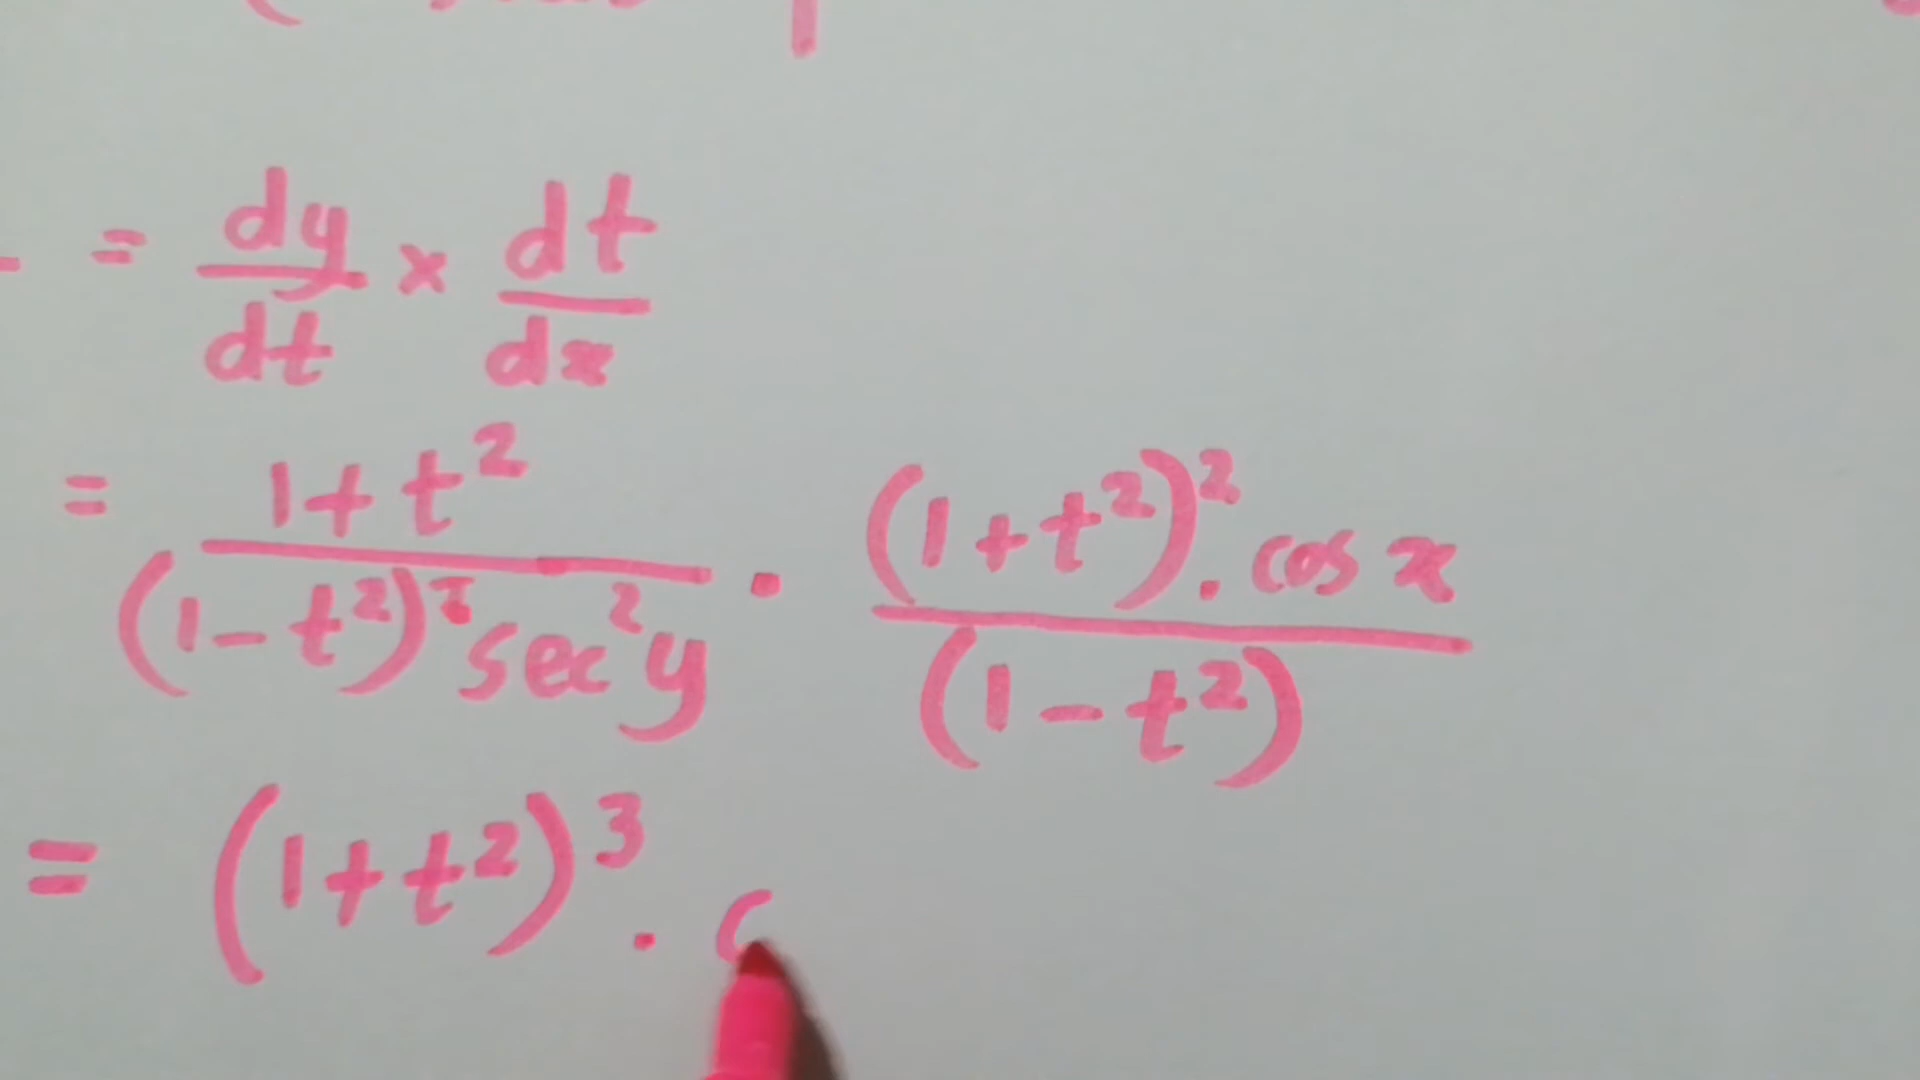 = dy/dt × dt/dx
= 1+t²/(1-t²)² sec²y . (1+t²)² . cos x/(1-t²)
= (1+t²)³ . c